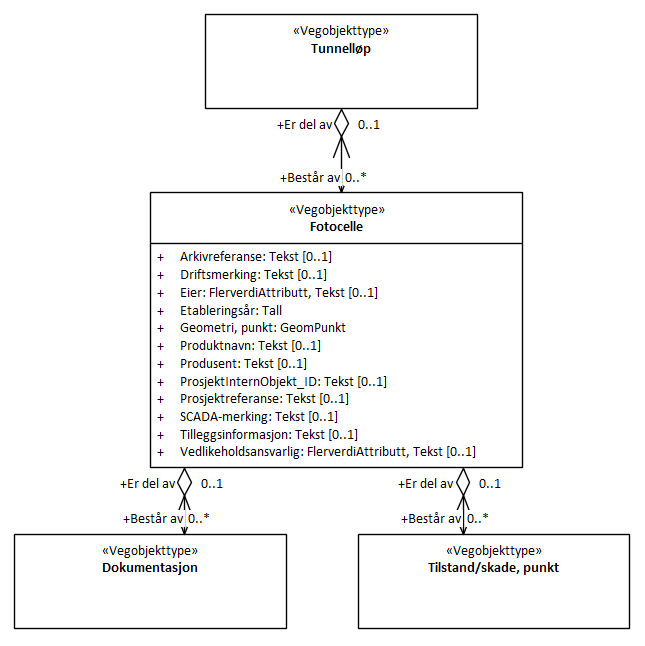 «Vegobjekttype»
Tunnelløp
+Er del av 0..1
+Består av 0..*
«Vegobjekttype»
Fotocelle
+ Arkivreferanse: Tekst [0..1]
+ Driftsmerking: Tekst [0..1]
+ Eier: FlerverdiAttributt, Tekst [0..1]
+ Etableringsår: Tall
+ Geometri, punkt: GeomPunkt
+ Produktnavn: Tekst [0..1]
+ Produsent: Tekst [0..1]
+ ProsjektInternObjekt_ID: Tekst [0..1]
+ Prosjektreferanse: Tekst [0..1]
+ SCADA-merking: Tekst [0..1]
+ Tilleggsinformasjon: Tekst [0..1]
+ Vedlikeholdsansvarlig: FlerverdiAttributt, Tekst [0..1]
+Er del av 0..1
+Består av 0..*
«Vegobjekttype»
Dokumentasjon
+Er del av 0..1
+Består av 0..*
«Vegobjekttype»
Tilstand/skade, punkt